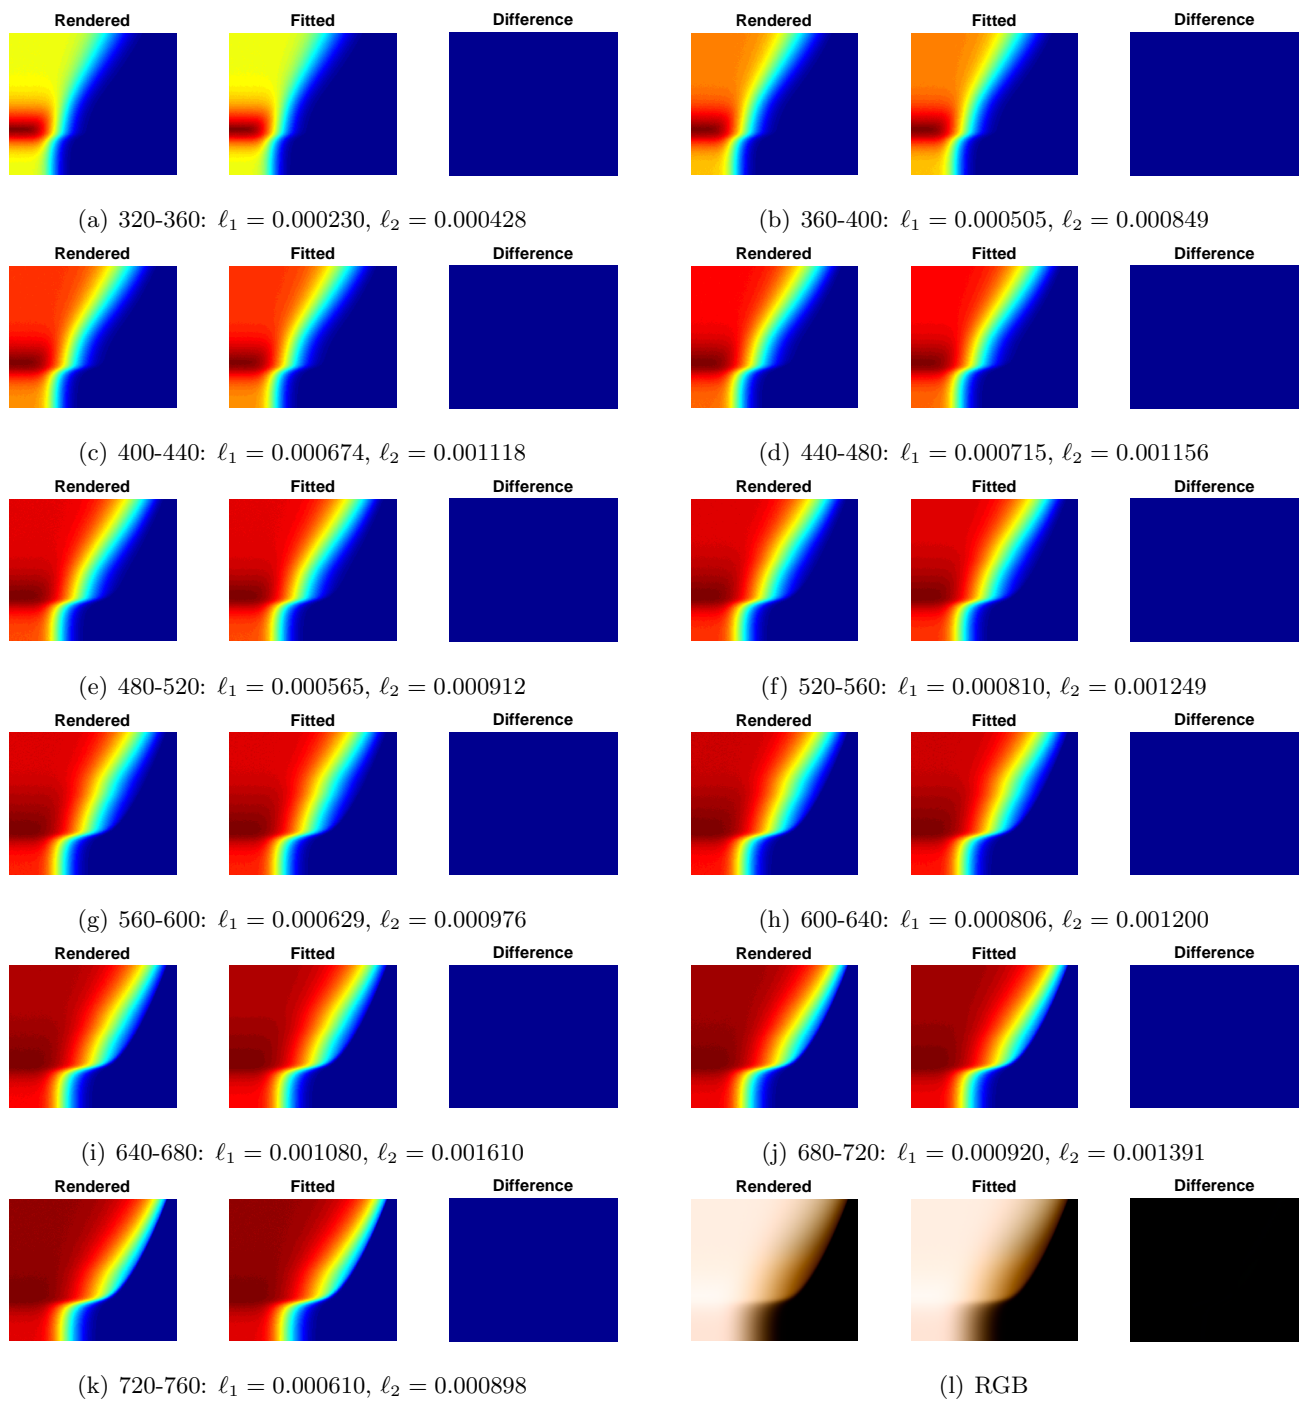 Rendered Fitted Difference Rendered Fitted Difference
(a) 320-360: ℓ1 = 0.000230, ℓ2 = 0.000428 (b) 360-400: ℓ1 = 0.000505, ℓ2 = 0.000849
Rendered Fitted Difference Rendered Fitted Difference
(c) 400-440: ℓ1 = 0.000674, ℓ2 = 0.001118 (d) 440-480: ℓ1 = 0.000715, ℓ2 = 0.001156
Rendered Fitted Difference Rendered Fitted Difference
(e) 480-520: ℓ1 = 0.000565, ℓ2 = 0.000912 (f) 520-560: ℓ1 = 0.000810, ℓ2 = 0.001249
Rendered Fitted Difference Rendered Fitted Difference
(g) 560-600: ℓ1 = 0.000629, ℓ2 = 0.000976 (h) 600-640: ℓ1 = 0.000806, ℓ2 = 0.001200
Rendered Fitted Difference Rendered Fitted Difference
(i) 640-680: ℓ1 = 0.001080, ℓ2 = 0.001610 (j) 680-720: ℓ1 = 0.000920, ℓ2 = 0.001391
Rendered Fitted Difference Rendered Fitted Difference
(k) 720-760: ℓ1 = 0.000610, ℓ2 = 0.000898 (l) RGB